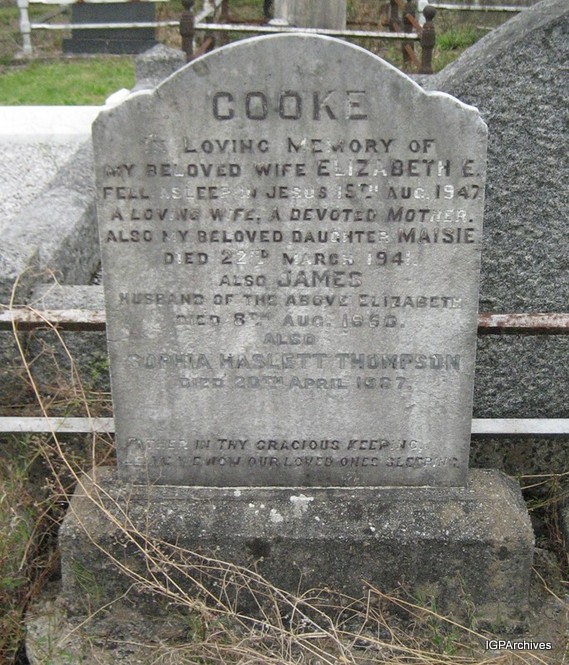 COOKE
IN LOVING MEMORY OF
MY BELOVED WIFE ELIZABETH E.
FELL ASLEEP IN JESUS 15TH AUG. 1947
A LOVING WIFE, A DEVOTED MOTHER.
ALSO MY BELOVED DAUGHTER MAISIE
DIED 22ND MARCH 1941.
ALSO JAMES
HUSBAND OF THE ABOVE ELIZABETH
DIED 8TH AUG.
ALSO
SOPHIA HASLETT THOMPSON
DIED 20TH APRIL 1967.
FATHER IN THY GRACIOUS KEEPING
LEAVE WE NOW OUR LOVED ONES SLEEPING
IGPArchives